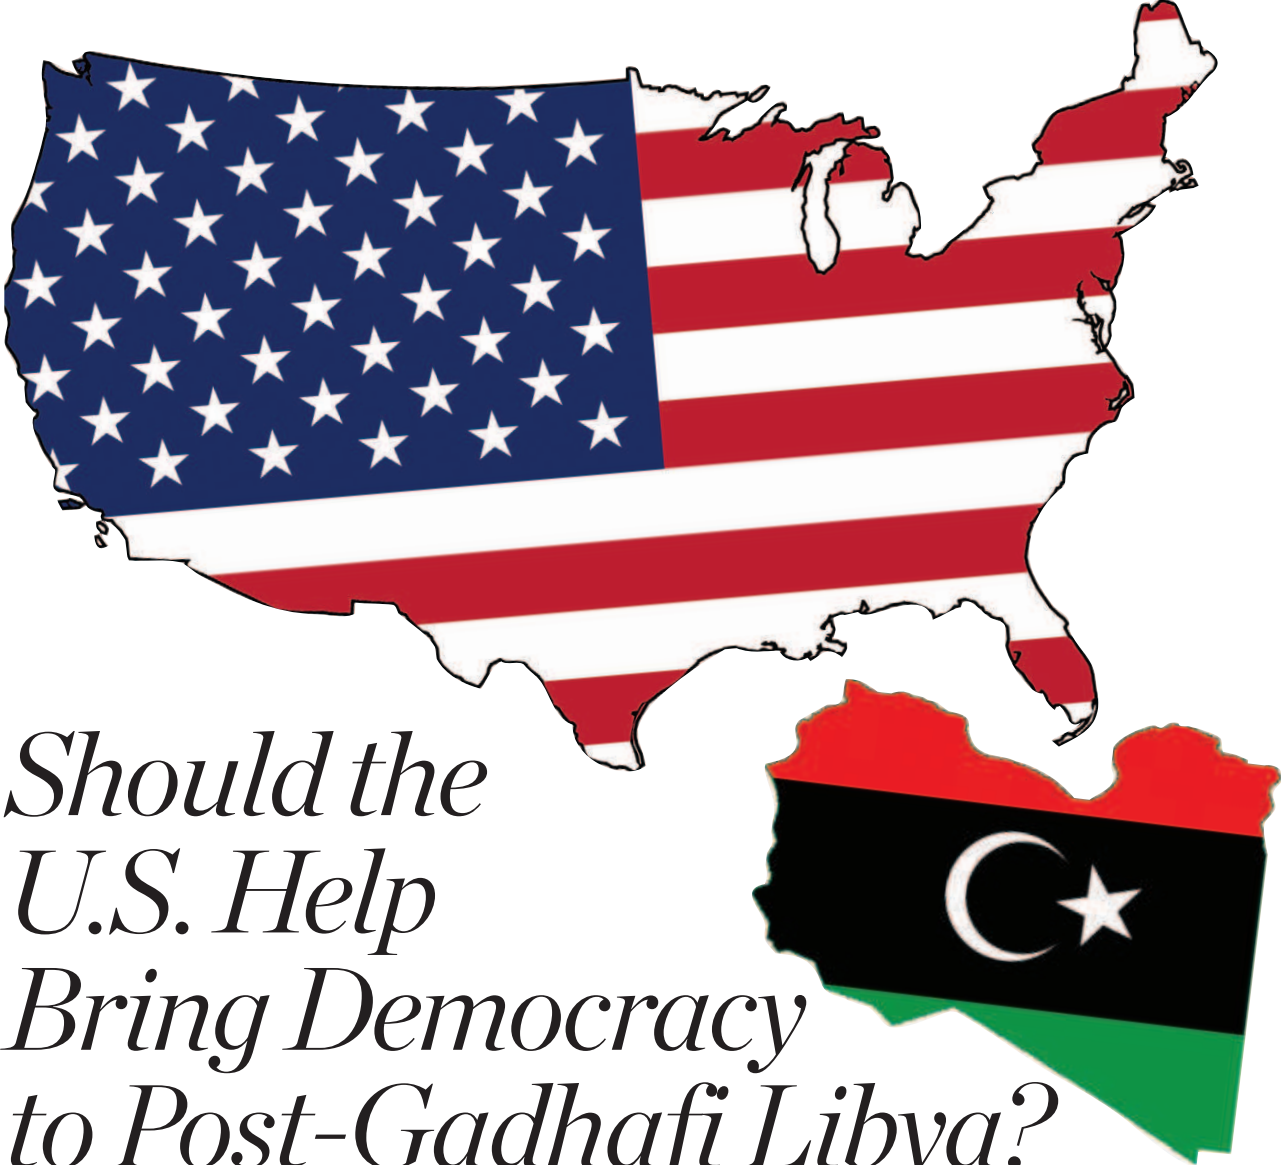 Should the
U.S. Help
Bring Democracy
to Post-Gadhafi Libya?